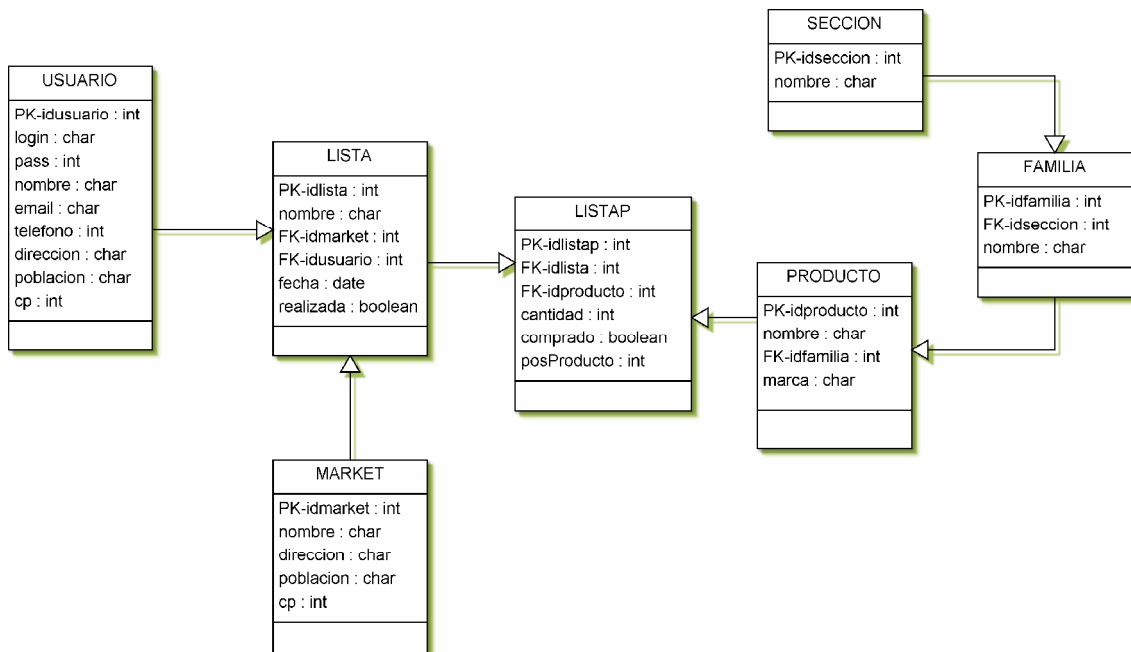 SECCION
PK-idseccion : int
nombre : char
USUARIO
PK-idusuario : int
login : char
pass : int
nombre : char
email : char
telefono : int
direccion : char
poblacion : char
cp : int
LISTA
PK-idlista : int
nombre : char
FK-idmarket : int
FK-idusuario : int
fecha : date
realizada : boolean
LISTAP
PK-idlistap : int
FK-idlista : int
FK-idproducto : int
cantidad : int
comprado : boolean
posProducto : int
FAMILIA
PK-idfamilia : int
FK-idseccion : int
nombre : char
PRODUCTO
PK-idproducto : int
nombre : char
FK-idfamilia : int
marca : char
MARKET
PK-idmarket : int
nombre : char
direccion : char
poblacion : char
cp : int